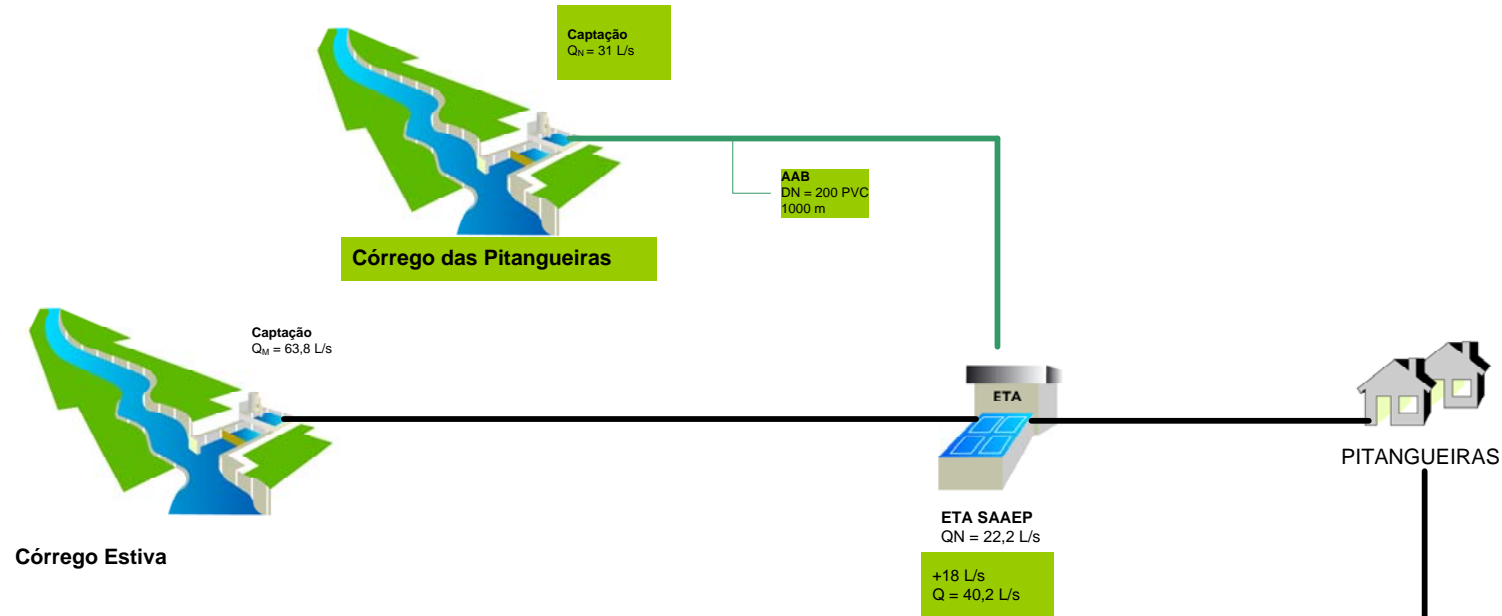 Captação
QN = 31 L/s
AAB
DN = 200 PVC
1000 m
Córrego das Pitangueiras
Captação
QM = 63,8 L/s
ETA
PITANGUEIRAS
ETA SAAEP
QN = 22,2 L/s
Córrego Estiva
+18 L/s
Q = 40,2 L/s